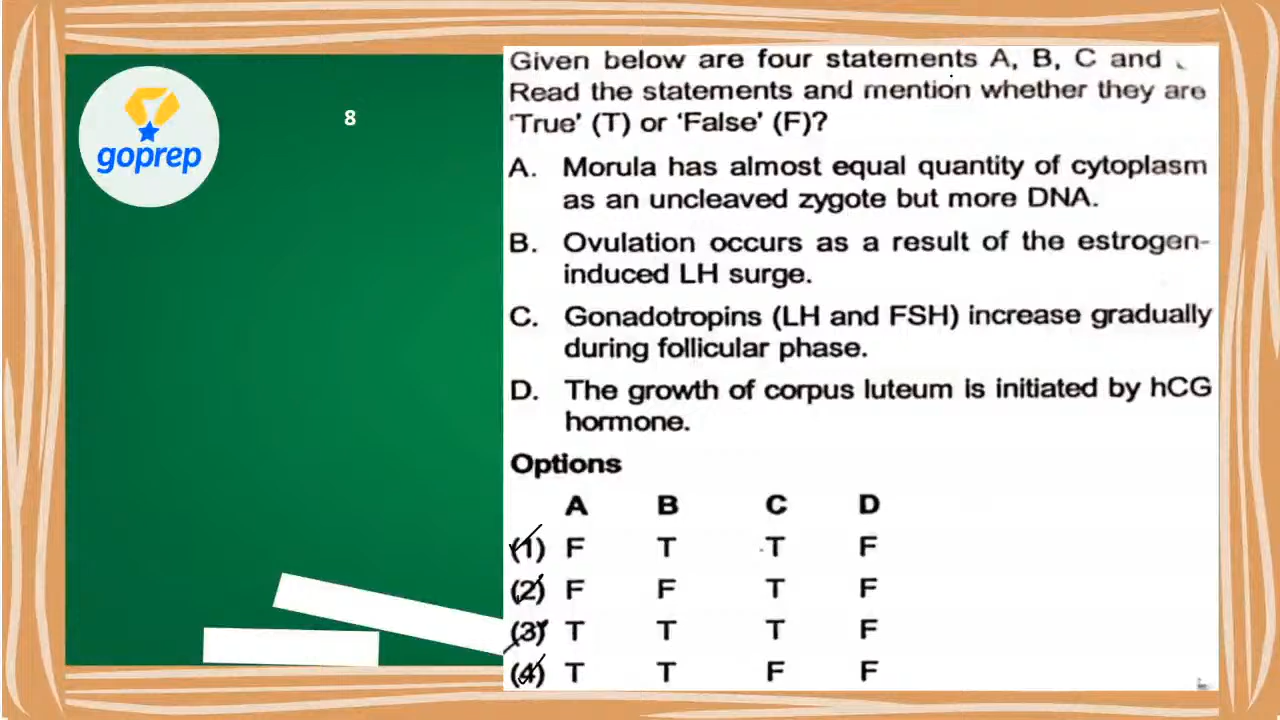 goprep
8
Given below are four statements A, B, C and
Read the statements and mention whether they are
'True' (T) or 'False' (F)?
A. Morula has almost equal quantity of cytoplasm
as an uncleaved zygote but more DNA.
B. Ovulation occurs as a result of the estrogen-
induced LH surge.
C. Gonadotropins (LH and FSH) increase gradually
during follicular phase.
D. The growth of corpus luteum is initiated by hCG
hormone.
Options
A B C D
(1) F T T F
(2) F F T F
(3) T T T F
(4) T T F F